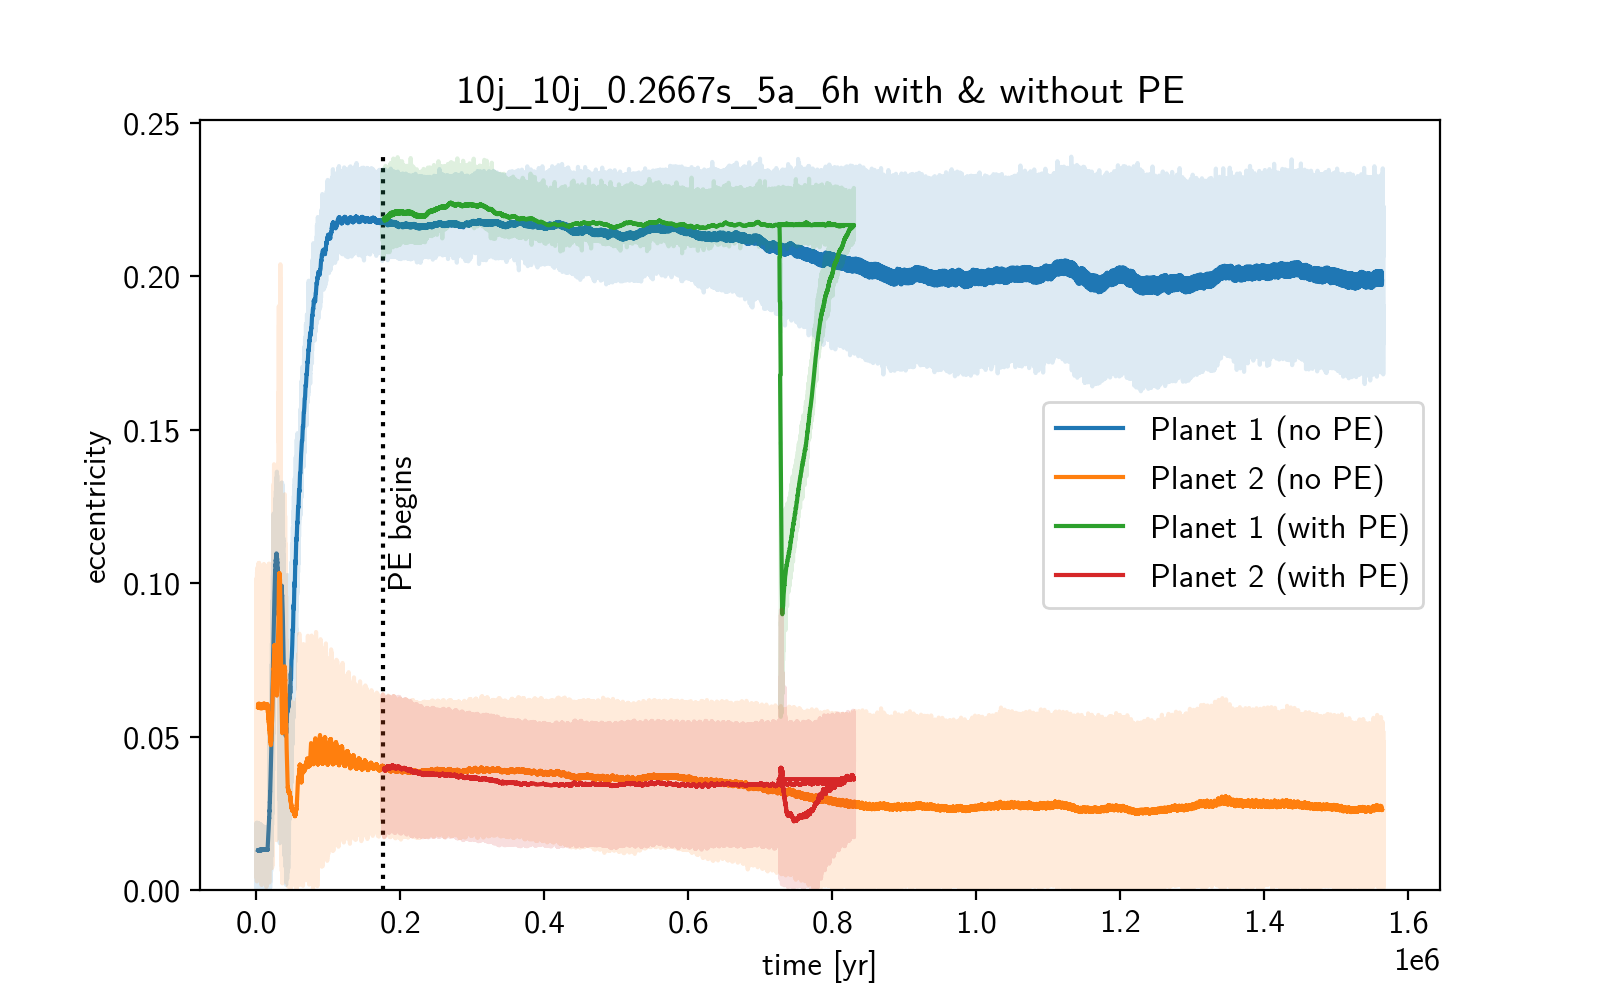 10j_10j_0.2667s_5a_6h with & without PE
0.25
0.20
0.15
0.10
0.05
0.00
eccentricity
PE begins
Planet 1 (no PE)
Planet 2 (no PE)
Planet 1 (with PE)
Planet 2 (with PE)
0.0 0.2 0.4 0.6 0.8 1.0 1.2 1.4 1.6
1e6
time [yr]